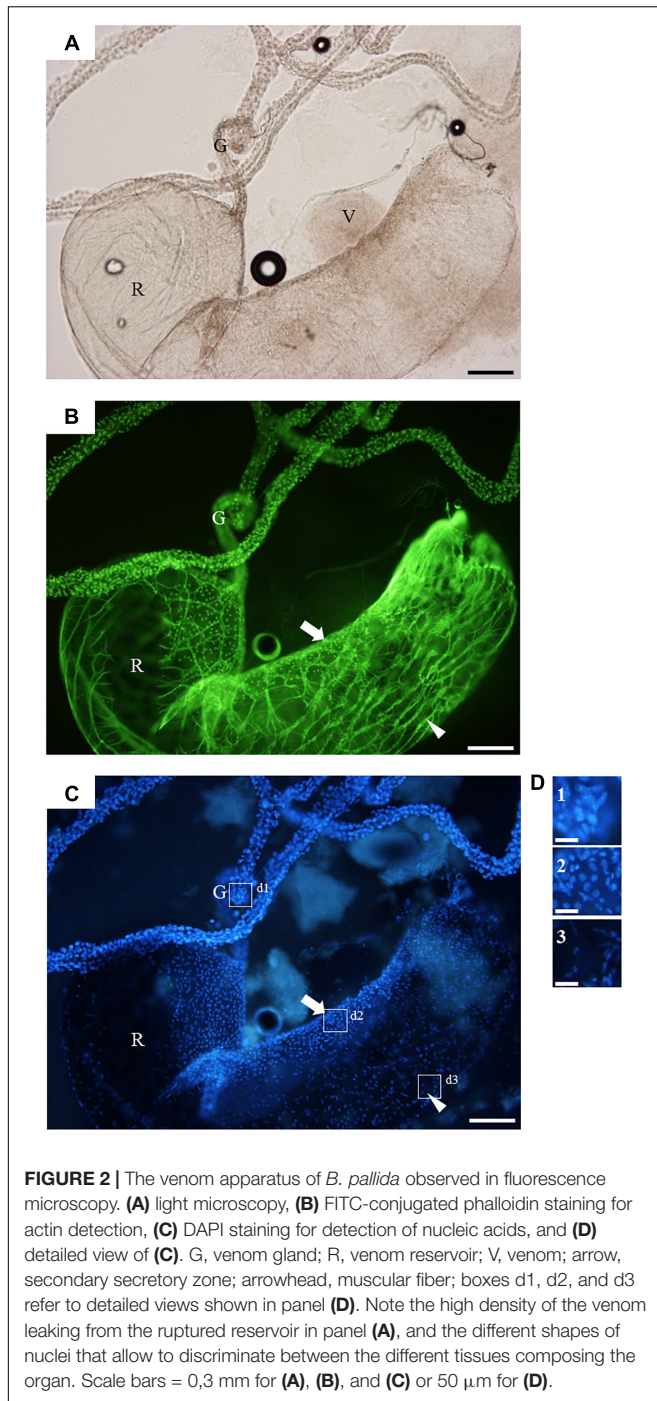 A
G
V
R
B
G
R
C
D
1
G
d1
2
3
d2
R
d3
FIGURE 2 | The venom apparatus of B. pallida observed in fluorescence
microscopy. (A) light microscopy, (B) FITC-conjugated phalloidin staining for
actin detection, (C) DAPI staining for detection of nucleic acids, and (D)
detailed view of (C). G, venom gland; R, venom reservoir; V, venom; arrow,
secondary secretory zone; arrowhead, muscular fiber; boxes d1, d2, and d3
refer to detailed views shown in panel (D). Note the high density of the venom
leaking from the ruptured reservoir in panel (A), and the different shapes of
nuclei that allow to discriminate between the different tissues composing the
organ. Scale bars = 0,3 mm for (A), (B), and (C) or 50 μm for (D).